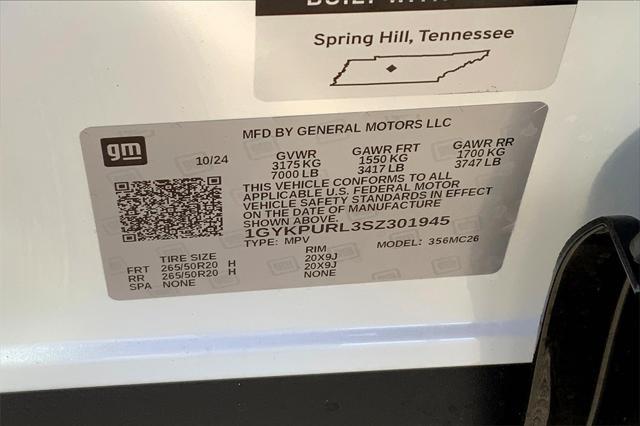 Spring Hill, Tennessee
MFD BY GENERAL MOTORS LLC
gm
10/24
GVWR GAWR FRT GAWR RR
3175 KG 1550 KG 1700 KG
7000 LB 3417 LB 3747 LB
THIS VEHICLE CONFORMS TO ALL
APPLICABLE U.S. FEDERAL MOTOR
VEHICLE SAFETY STANDARDS IN EFFECT
ON THE DATE OF MANUFACTURE
SHOWN ABOVE.
1GYKPURL3SZ301945
TYPE: MPV MODEL: 356MC26
TIRE SIZE RIM
FRT 265/50R20 H 20X9J
RR 265/50R20 H 20X9J
SPA NONE NONE